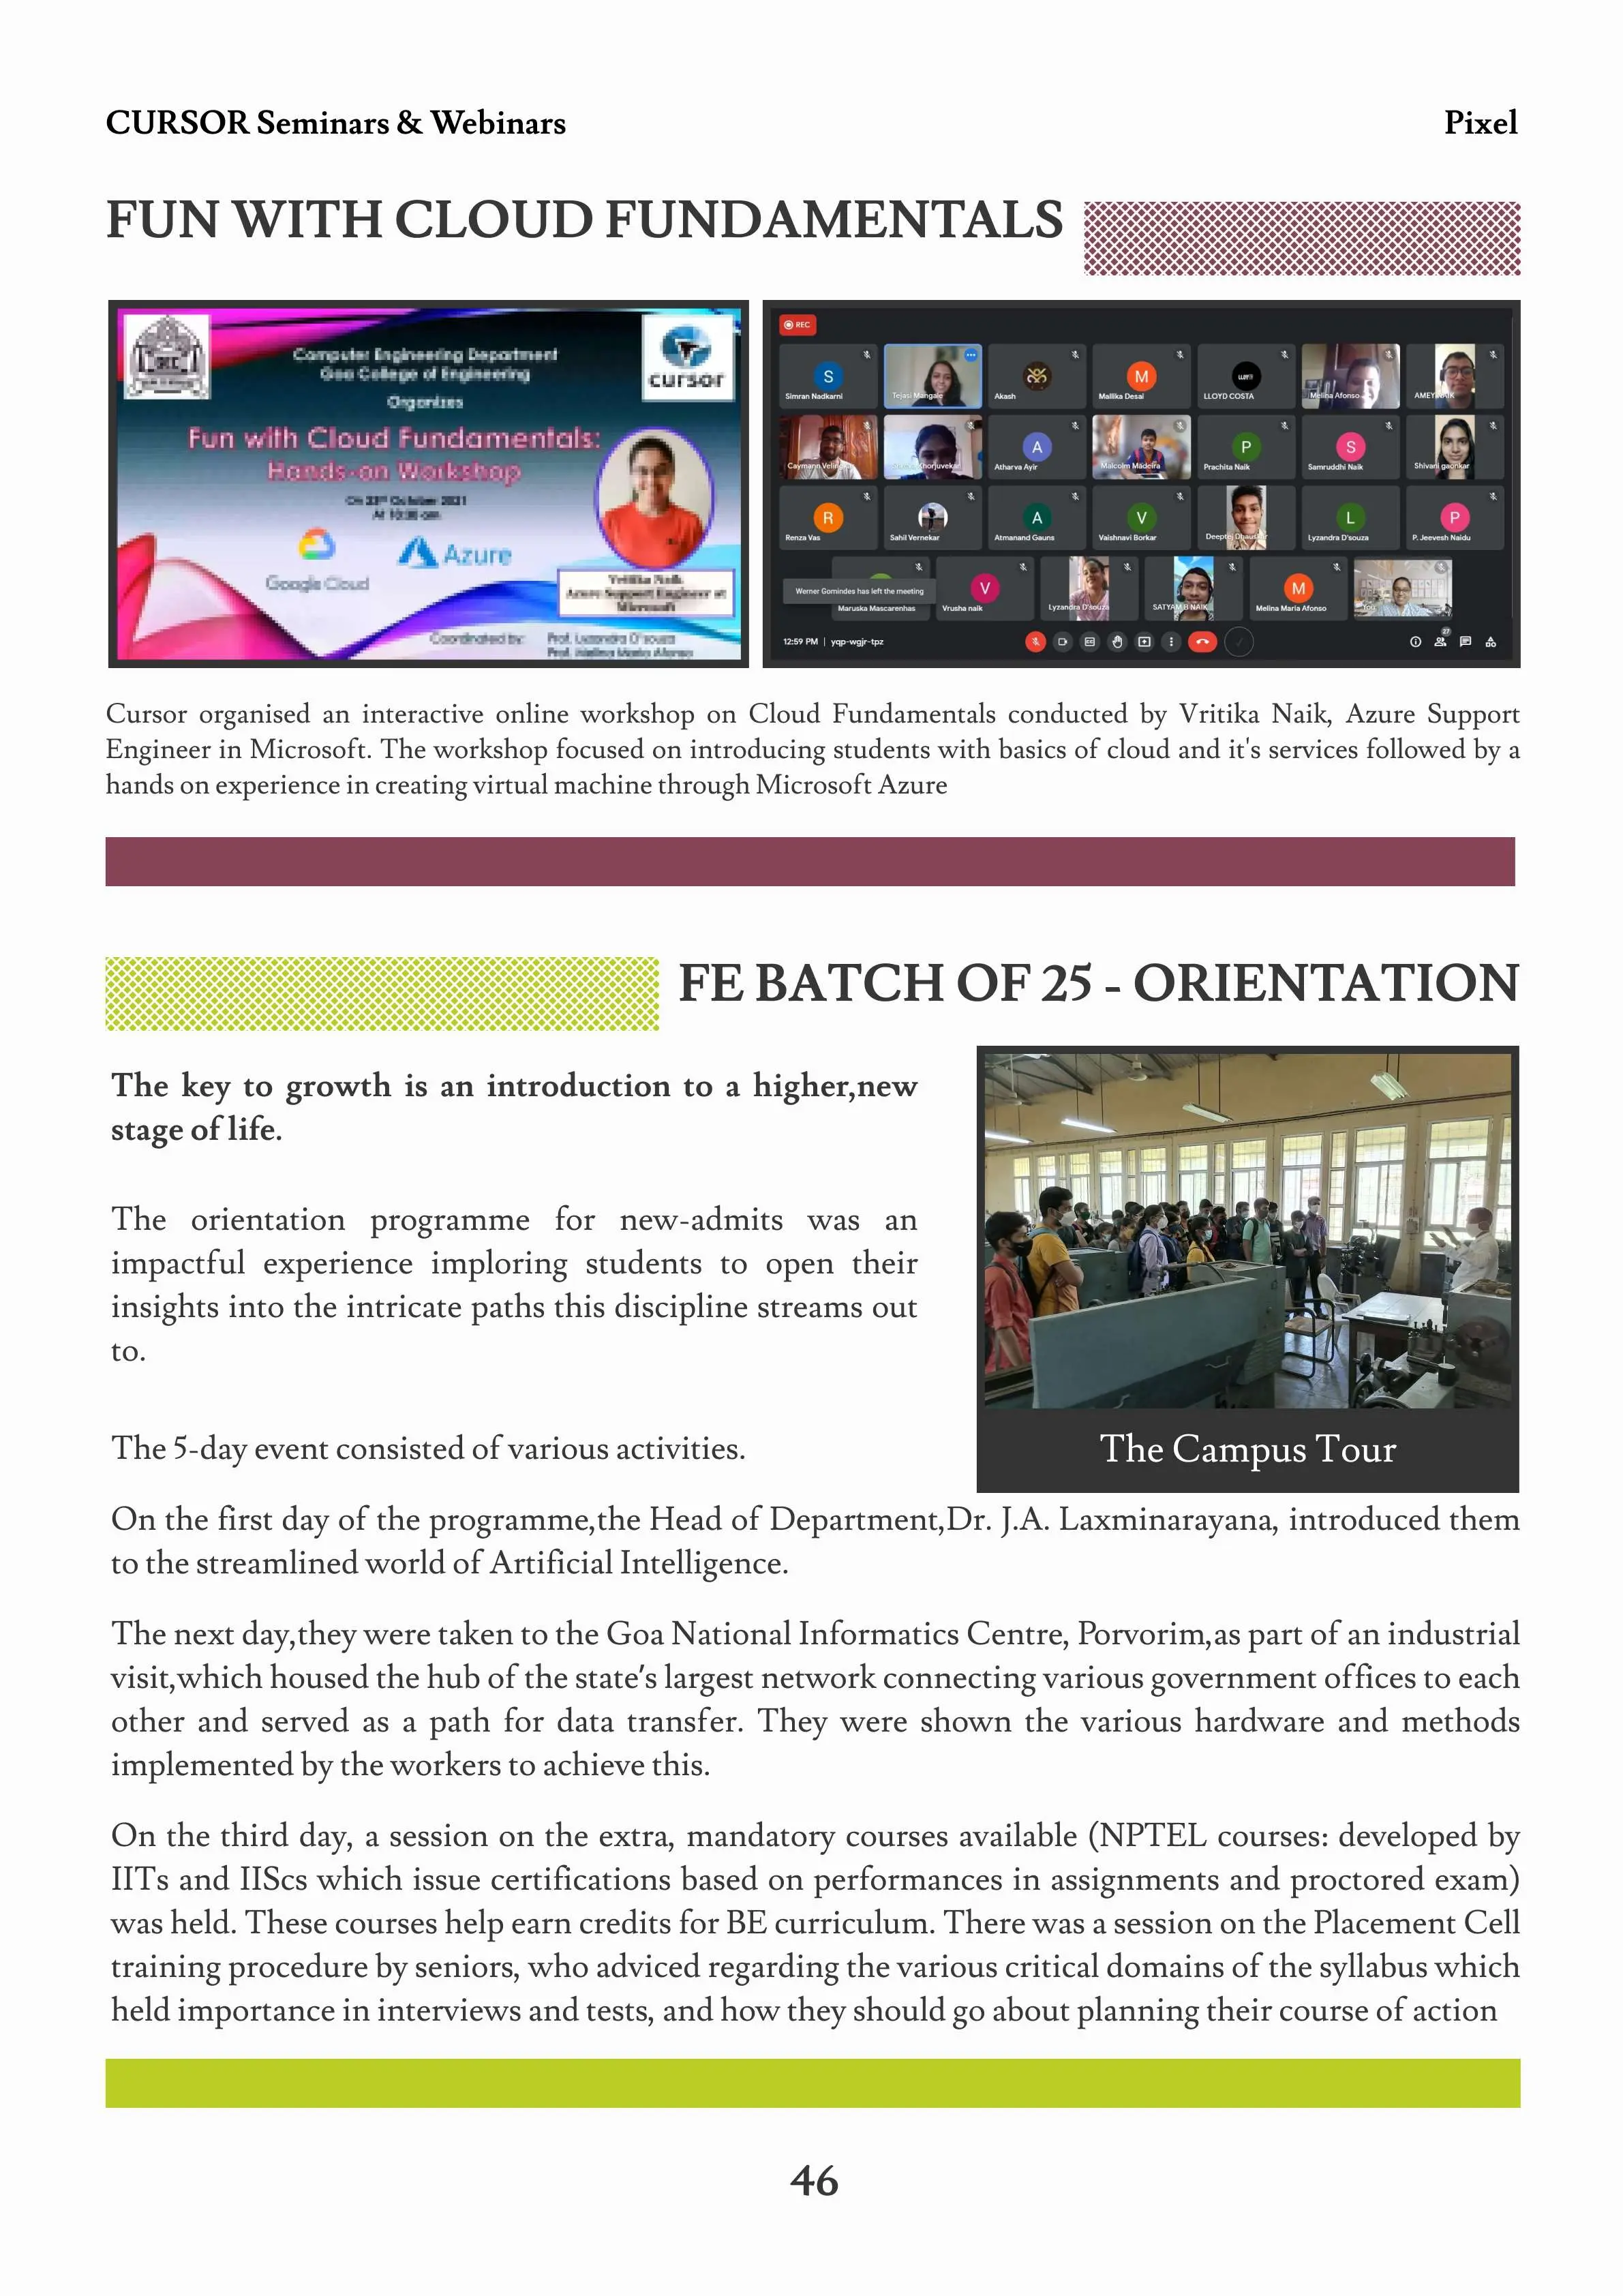 CURSOR Seminars & Webinars
Pixel
FUN WITH CLOUD FUNDAMENTALS
Computer Engineering Department
Goa College of Engineering
Organizes
cursor
Fun with Cloud Fundamentals:
Hands-on Workshop
On 23rd October 2021
At 10:30 am
Google Cloud
Azure
Vritika Naik
Azure Support Engineer at
Microsoft
Coordinated by: Prof. Lyzandra D'souza
Prof. Melina Maria Afonso
REC
Simran Nadkarni
Tejasi Mangale
Akash
Mallika Desai
LLOYD COSTA
Melina Afonso
Atharva Ayir
Malcolm Madeira
Prachita Naik
Samruddhi Naik
Shivani gaonkar
Renza Vas
Sahil Vernekar
Atmanand Gauns
Vaishnavi Borkar
Lyzandra D'souza
P. Jeevesh Naidu
Werner Gomindes has left the meeting
Maruska Mascarenhas
Vrusha naik
Lyzandra D'souza
SATYAM B NAIK
Melina Maria Afonso
You
12:59 PM | yqp-wgjr-tpz
27
Cursor organised an interactive online workshop on Cloud Fundamentals conducted by Vritika Naik, Azure Support
Engineer in Microsoft. The workshop focused on introducing students with basics of cloud and it's services followed by a
hands on experience in creating virtual machine through Microsoft Azure
FE BATCH OF 25 - ORIENTATION
The key to growth is an introduction to a higher,new
stage of life.
The orientation programme for new-admits was an
impactful experience imploring students to open their
insights into the intricate paths this discipline streams out
to.
The 5-day event consisted of various activities.
The Campus Tour
On the first day of the programme,the Head of Department,Dr. J.A. Laxminarayana, introduced them
to the streamlined world of Artificial Intelligence.
The next day,they were taken to the Goa National Informatics Centre, Porvorim,as part of an industrial
visit,which housed the hub of the state's largest network connecting various government offices to each
other and served as a path for data transfer. They were shown the various hardware and methods
implemented by the workers to achieve this.
On the third day, a session on the extra, mandatory courses available (NPTEL courses: developed by
IITs and IIScs which issue certifications based on performances in assignments and proctored exam)
was held. These courses help earn credits for BE curriculum. There was a session on the Placement Cell
training procedure by seniors, who adviced regarding the various critical domains of the syllabus which
held importance in interviews and tests, and how they should go about planning their course of action
46